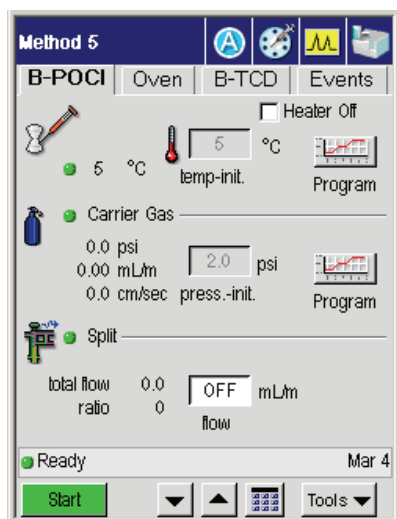 Method 5
B-POCI Oven B-TCD Events
Heater Off
5 °C 5 °C
temp-init. Program
Carrier Gas
0.0 psi
0.00 mL/m 2.0 psi
0.0 cm/sec press.-init. Program
Split
total flow 0.0 OFF mL/m
ratio 0 flow
Ready Mar 4
Start Tools